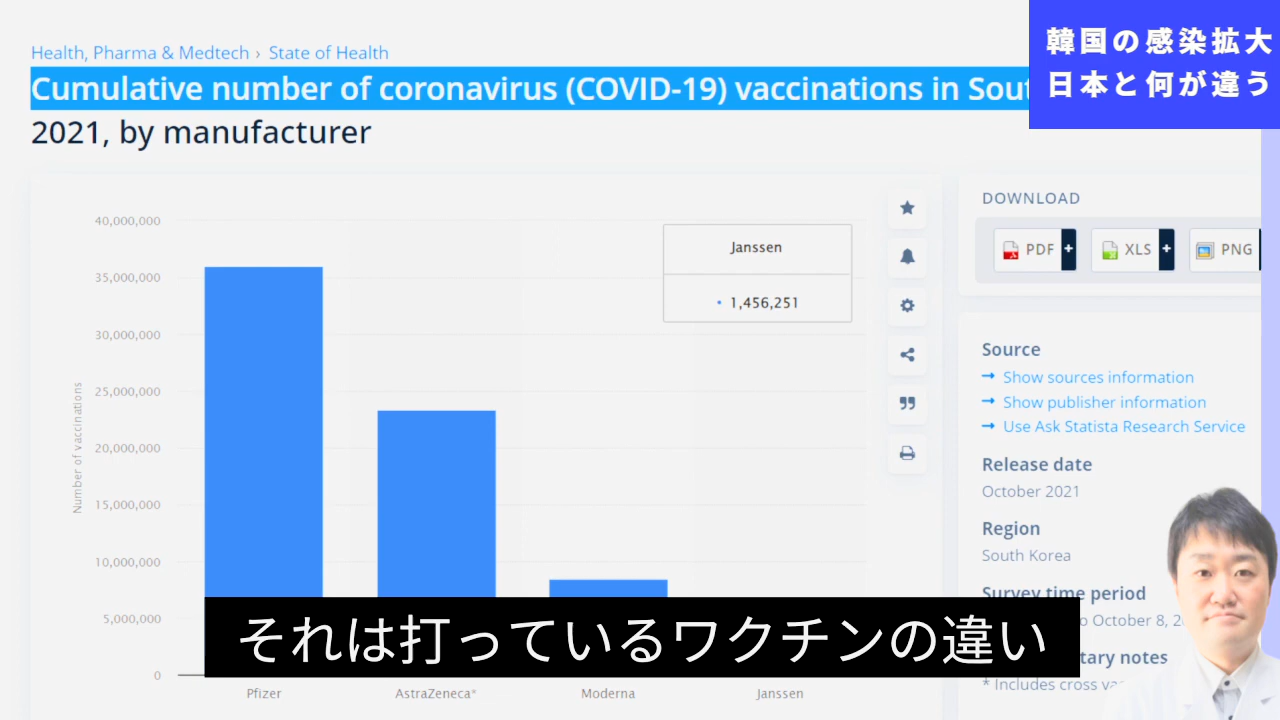 Health, Pharma & Medtech › State of Health
Cumulative number of coronavirus (COVID-19) vaccinations in
2021, by manufacturer
韓国の感染拡大
日本と何が違う
40,000,000
35,000,000
30,000,000
25,000,000
20,000,000
15,000,000
10,000,000
5,000,000
0
Number of vaccinations
Janssen
1,456,251
Pfizer
AstraZeneca*
Moderna
Janssen
DOWNLOAD
PDF +
XLS +
PNG
Source
→ Show sources information
→ Show publisher information
→ Use Ask Statista Research Service
Release date
October 2021
Region
South Korea
Survey time period
October 8,
notes
* Includes cross
それは打っているワクチンの違い